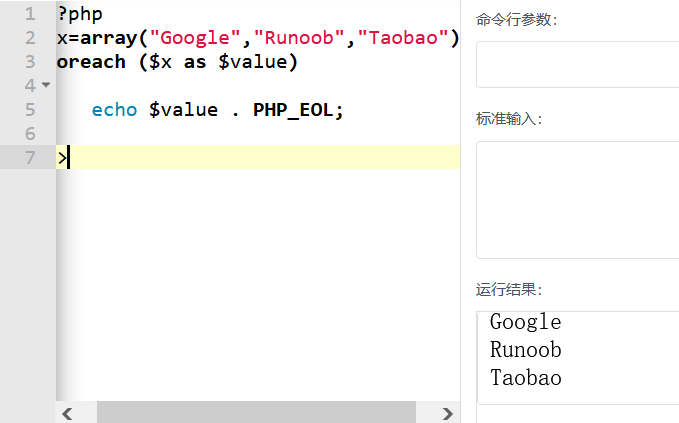 1 ?php
2 x=array("Google","Runoob","Taobao")
3 oreach ($x as $value)
4
5 echo $value . PHP_EOL;
6
7 >
命令行参数：
标准输入：
运行结果：
Google
Runoob
Taobao